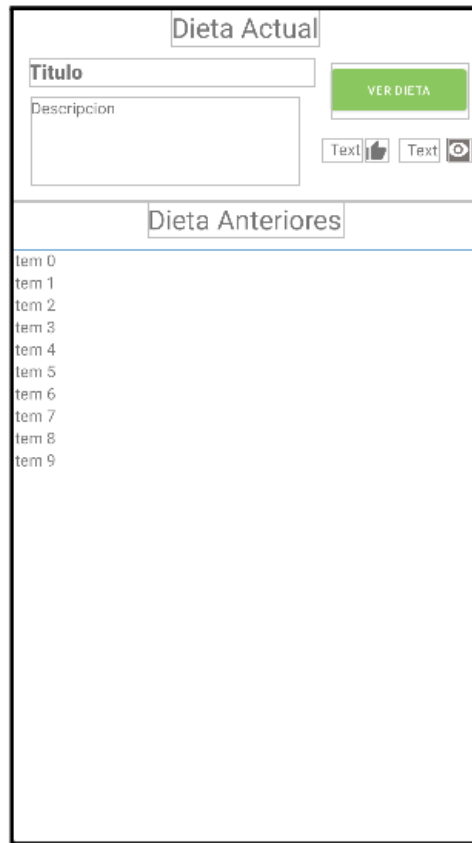 Dieta Actual
Titulo
VER DIETA
Descripcion
Text
Text
Dieta Anteriores
tem 0
tem 1
tem 2
tem 3
tem 4
tem 5
tem 6
tem 7
tem 8
tem 9